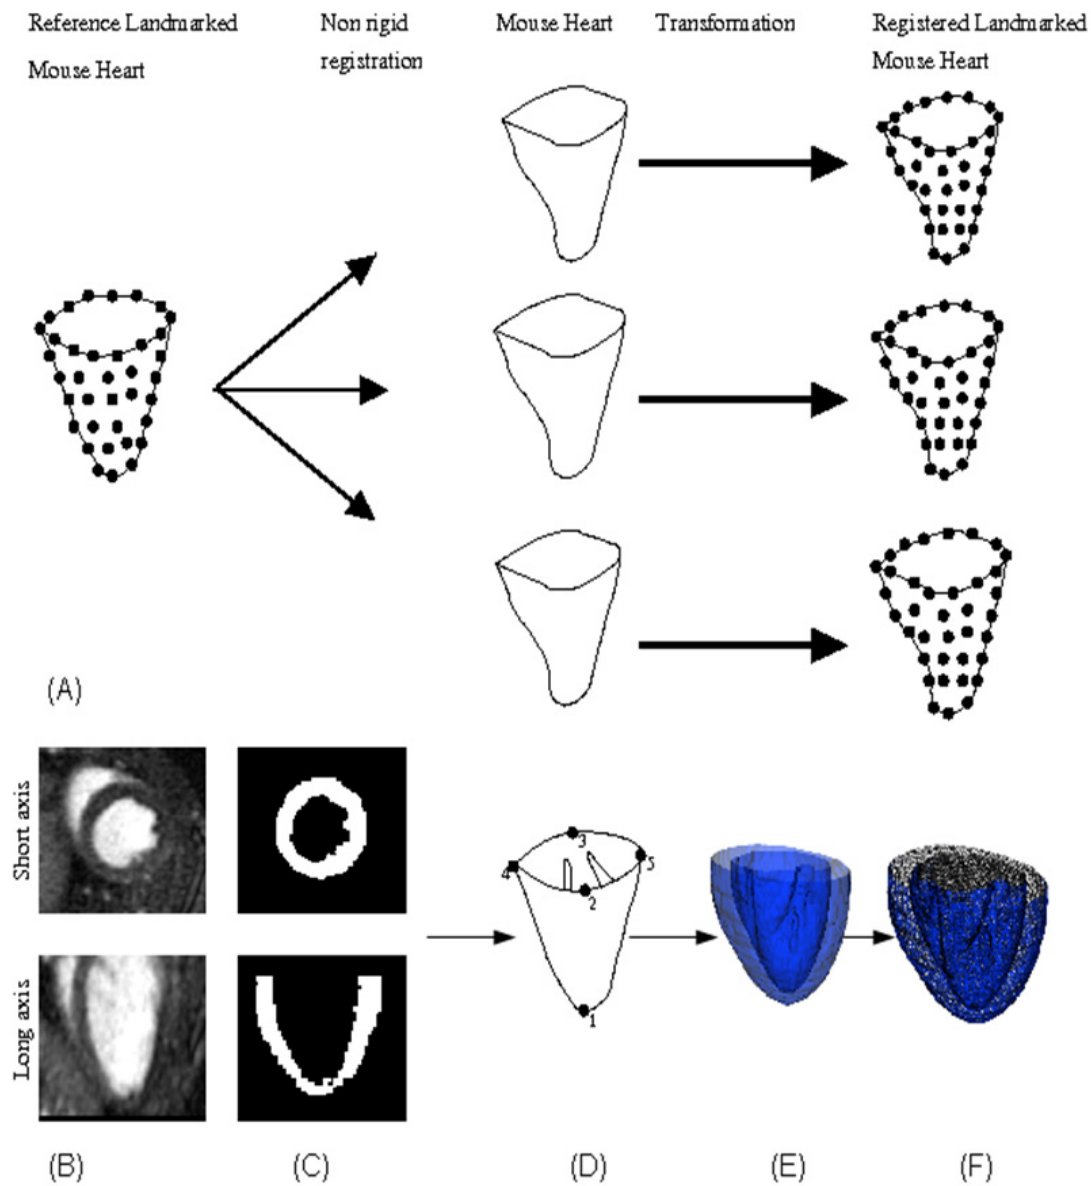 Reference Landmarked
Mouse Heart
Non rigid
registration
Mouse Heart
Transformation
Registered Landmarked
Mouse Heart
(A)
Short axis
Long axis
3
4
5
2
1
(B)
(C)
(D)
(E)
(F)